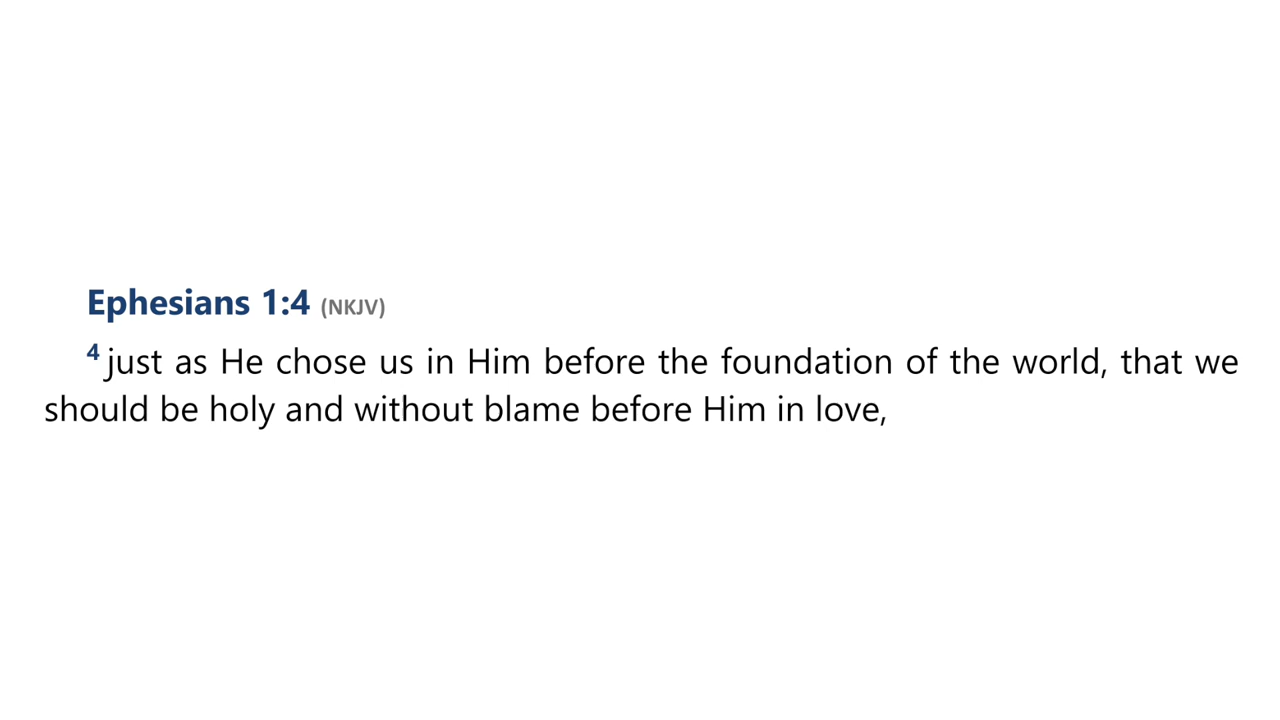 Ephesians 1:4 (NKJV)
4 just as He chose us in Him before the foundation of the world, that we
should be holy and without blame before Him in love,